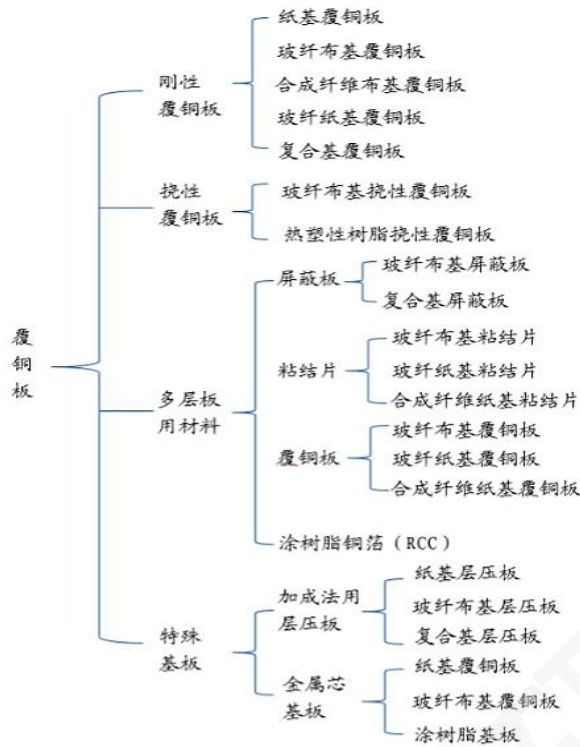 纸基覆铜板
玻纤布基覆铜板
刚性
覆铜板
合成纤维布基覆铜板
玻纤纸基覆铜板
复合基覆铜板
挠性
覆铜板
玻纤布基挠性覆铜板
热塑性树脂挠性覆铜板
屏蔽板
玻纤布基屏蔽板
复合基屏蔽板
覆
铜
板
多层板
用材料
粘结片
玻纤布基粘结片
玻纤纸基粘结片
合成纤维纸基粘结片
覆铜板
玻纤布基覆铜板
玻纤纸基覆铜板
合成纤维纸基覆铜板
涂树脂铜箔（RCC）
特殊
基板
加成法用
层压板
纸基层压板
玻纤布基层压板
复合基层压板
金属芯
基板
纸基覆铜板
玻纤布基覆铜板
涂树脂基板